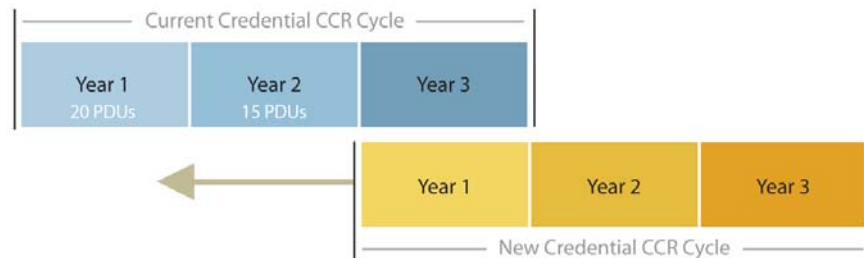 Current Credential CCR Cycle
Year 1 Year 2 Year 3
20 PDUs 15 PDUs
Year 1 Year 2 Year 3
New Credential CCR Cycle